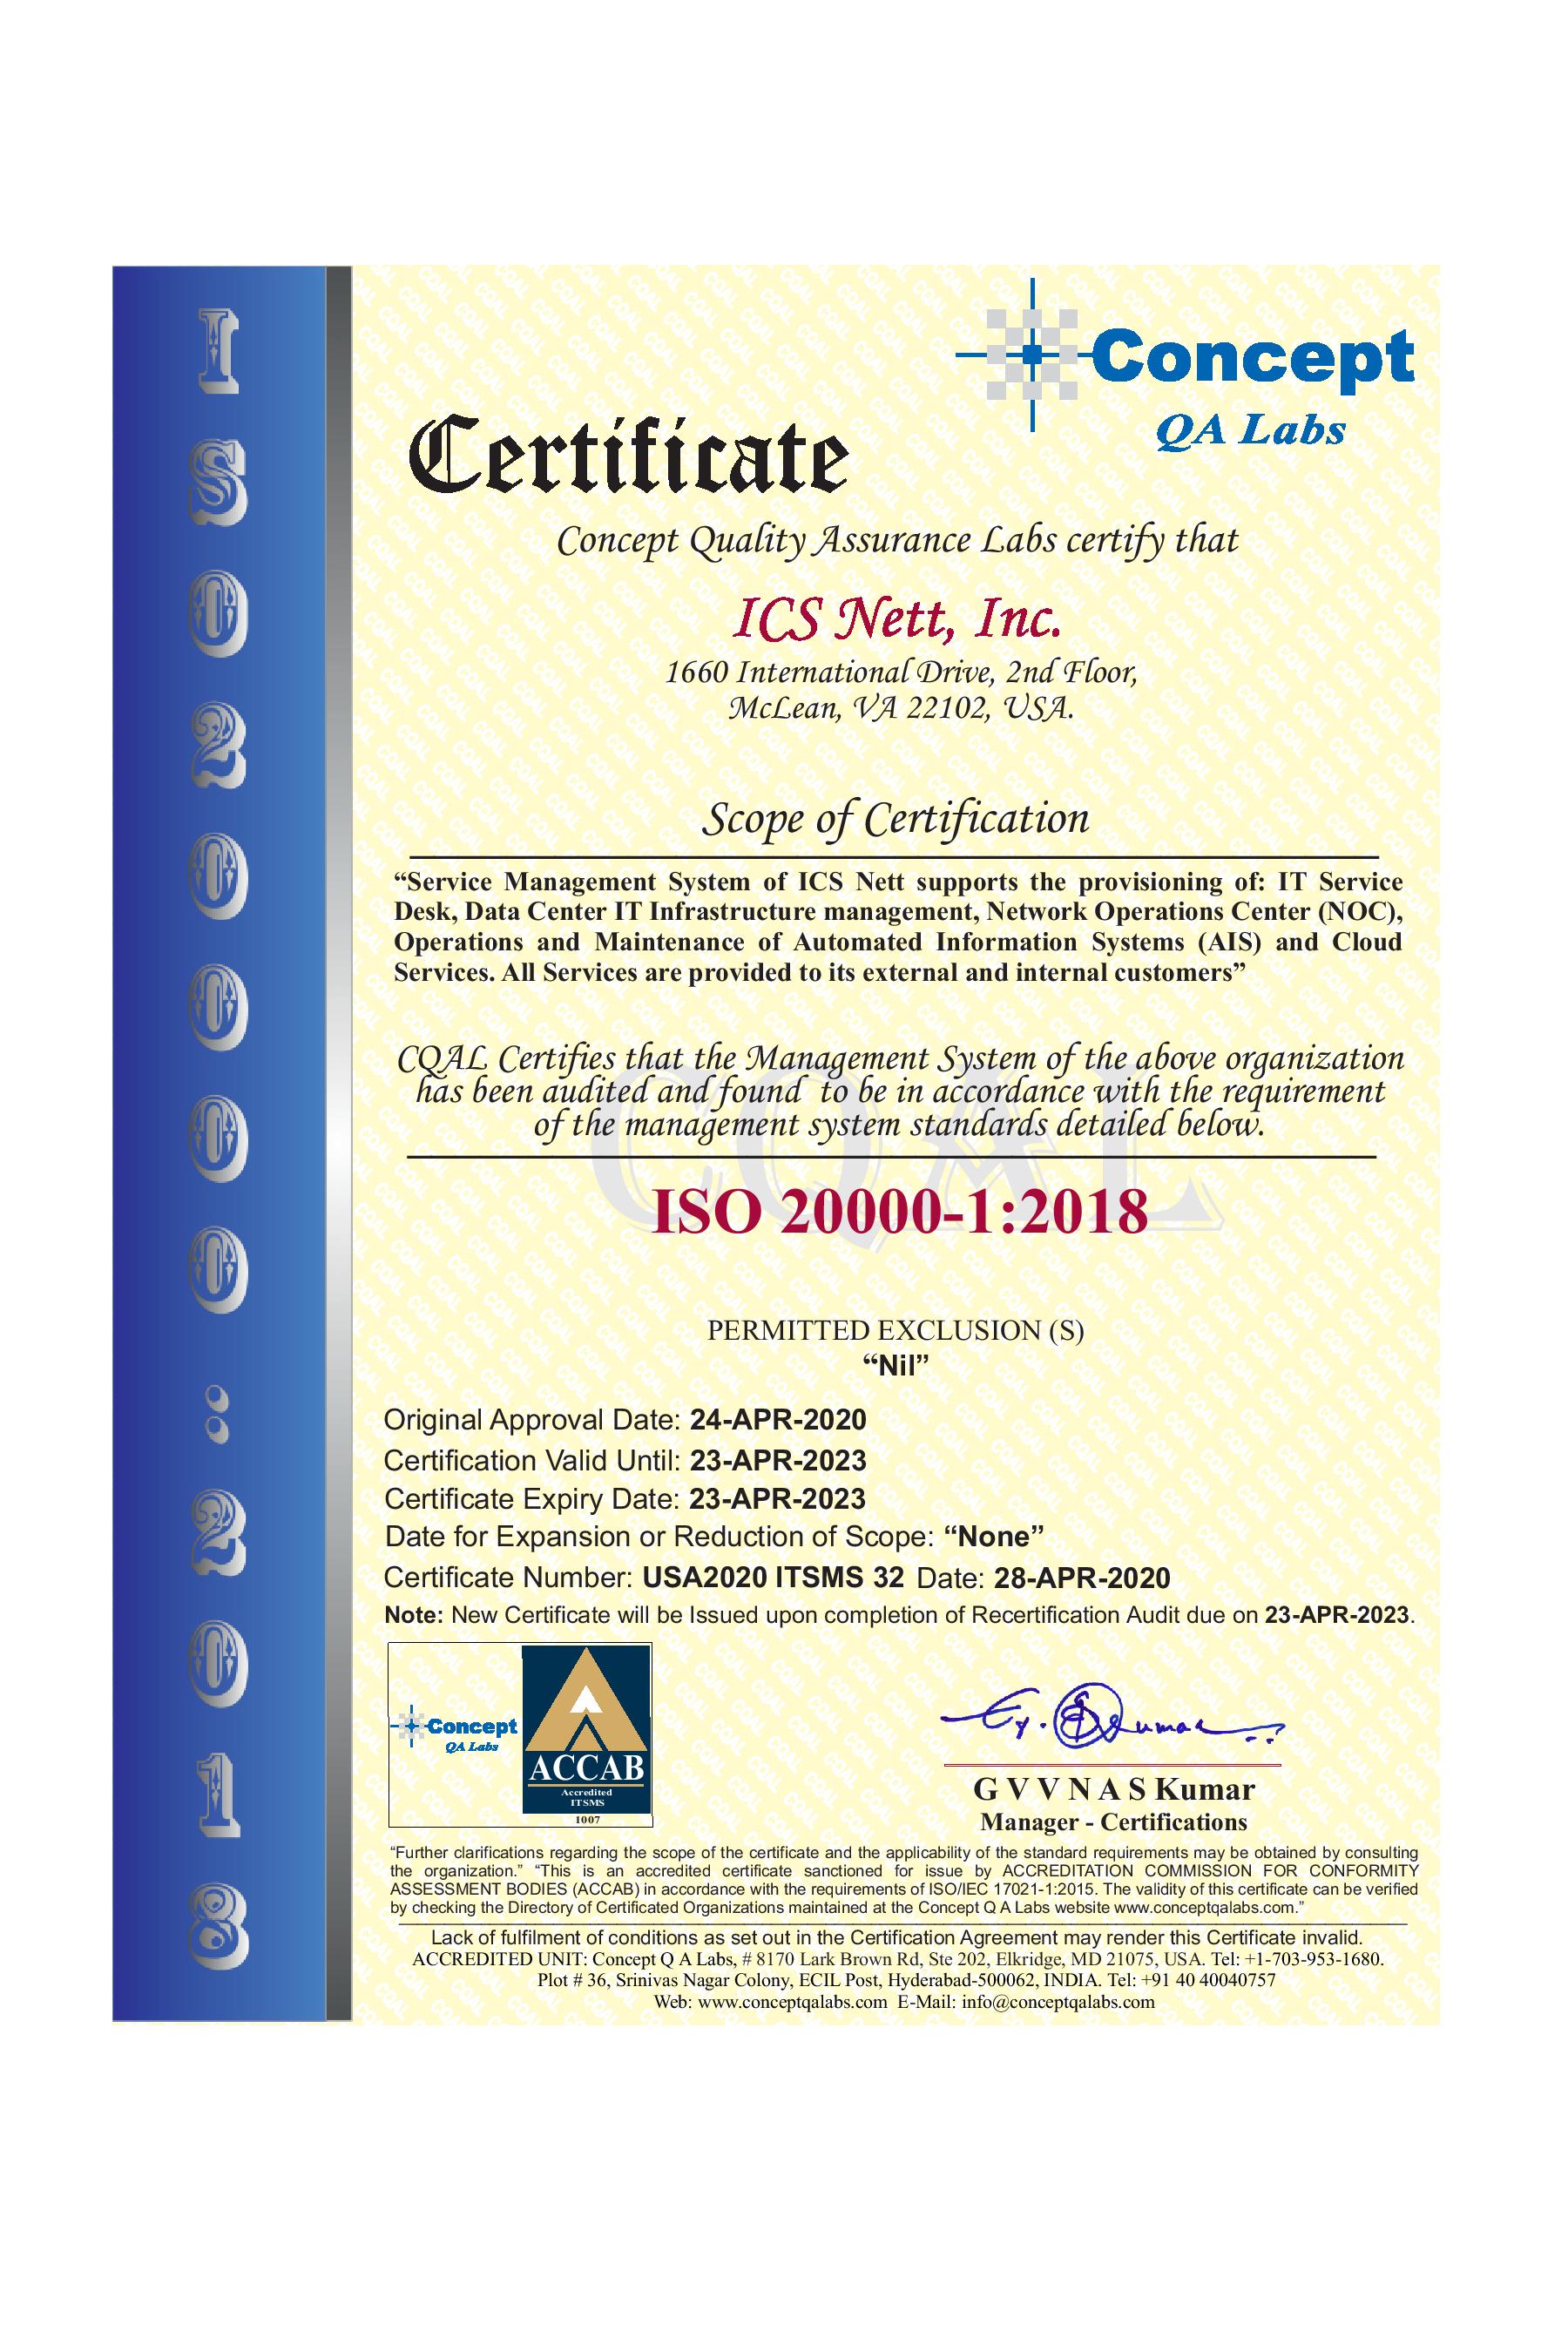 ISO20000:2018
Concept
QA Labs
Certificate
Concept Quality Assurance Labs certify that
ICS Nett, Inc.
1660 International Drive, 2nd Floor,
McLean, VA 22102, USA.
Scope of Certification
“Service Management System of ICS Nett supports the provisioning of: IT Service
Desk, Data Center IT Infrastructure management, Network Operations Center (NOC),
Operations and Maintenance of Automated Information Systems (AIS) and Cloud
Services. All Services are provided to its external and internal customers”
CQAL Certifies that the Management System of the above organization
has been audited and found to be in accordance with the requirement
of the management system standards detailed below.
CQAL
ISO 20000-1:2018
PERMITTED EXCLUSION (S)
“Nil”
Original Approval Date: 24-APR-2020
Certification Valid Until: 23-APR-2023
Certificate Expiry Date: 23-APR-2023
Date for Expansion or Reduction of Scope: “None”
Certificate Number: USA2020 ITSMS 32 Date: 28-APR-2020
Note: New Certificate will be Issued upon completion of Recertification Audit due on 23-APR-2023.
Concept
QA Labs
ACCAB
Accredited
ITSMS
1007
G V V N A S Kumar
Manager - Certifications
“Further clarifications regarding the scope of the certificate and the applicability of the standard requirements may be obtained by consulting
the organization.” “This is an accredited certificate sanctioned for issue by ACCREDITATION COMMISSION FOR CONFORMITY
ASSESSMENT BODIES (ACCAB) in accordance with the requirements of ISO/IEC 17021-1:2015. The validity of this certificate can be verified
by checking the Directory of Certificated Organizations maintained at the Concept Q A Labs website www.conceptqalabs.com.”
Lack of fulfilment of conditions as set out in the Certification Agreement may render this Certificate invalid.
ACCREDITED UNIT: Concept Q A Labs, # 8170 Lark Brown Rd, Ste 202, Elkridge, MD 21075, USA. Tel: +1-703-953-1680.
Plot # 36, Srinivas Nagar Colony, ECIL Post, Hyderabad-500062, INDIA. Tel: +91 40 40040757
Web: www.conceptqalabs.com E-Mail: info@conceptqalabs.com